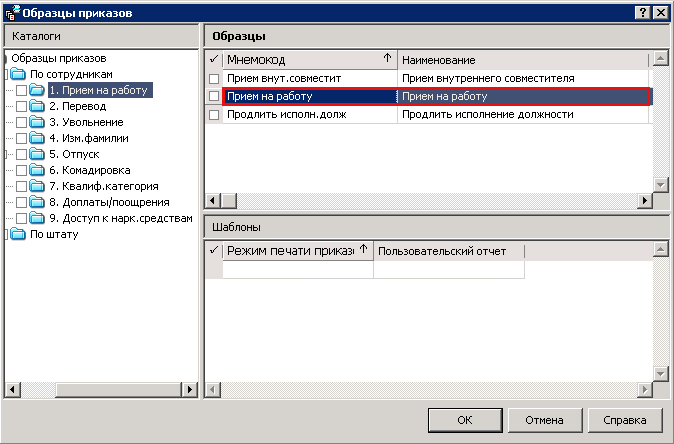 Образцы приказов
Каталоги
Образцы приказов
По сотрудникам
1. Прием на работу
2. Перевод
3. Увольнение
4. Изм.фамилии
5. Отпуск
6. Комадировка
7. Квалиф.категория
8. Доплаты/поощрения
9. Доступ к нарк.средствам
По штату
Образцы
Мнемокод Наименование
Прием внут.совместит Прием внутреннего совместителя
Прием на работу Прием на работу
Продлить исполн.долж Продлить исполнение должности
Шаблоны
Режим печати приказ Пользовательский отчет
ОК Отмена Справка